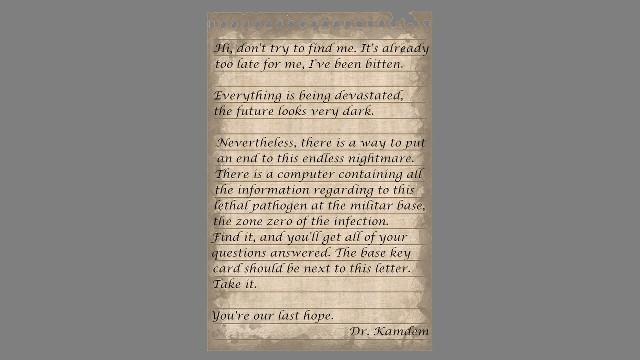 Hi, don't try to find me. It's already
too late for me, I've been bitten.
Everything is being devastated,
the future looks very dark.
Nevertheless, there is a way to put
an end to this endless nightmare.
There is a computer containing all
the information regarding to this
lethal pathogen at the militar base,
the zone zero of the infection.
Find it, and you'll get all of your
questions answered. The base key
card should be next to this letter.
Take it.
You're our last hope.
Dr. Kamdom